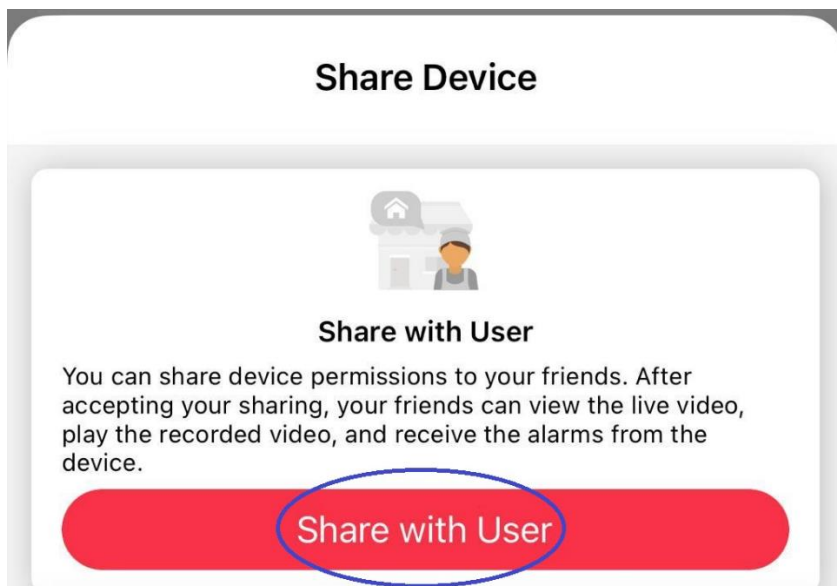 Share Device
Share with User
You can share device permissions to your friends. After
accepting your sharing, your friends can view the live video,
play the recorded video, and receive the alarms from the
device.
Share with User